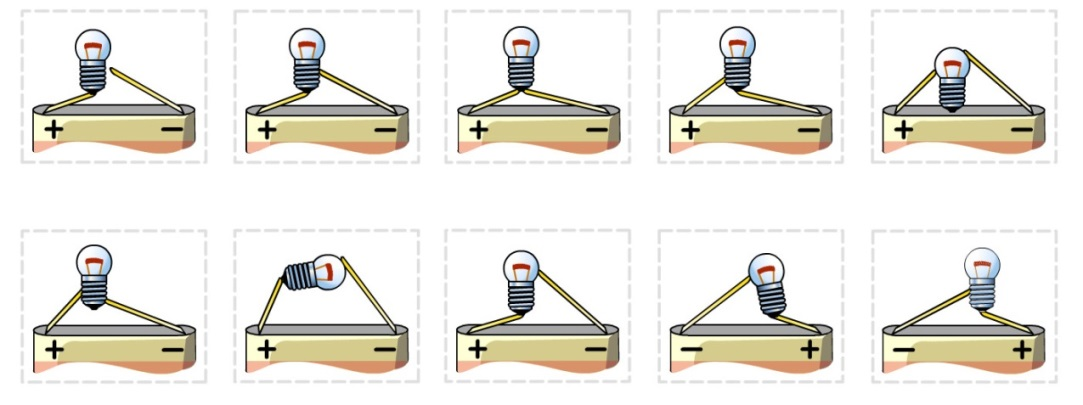 + − + − + − + − + −
+ − + − + − − + − +